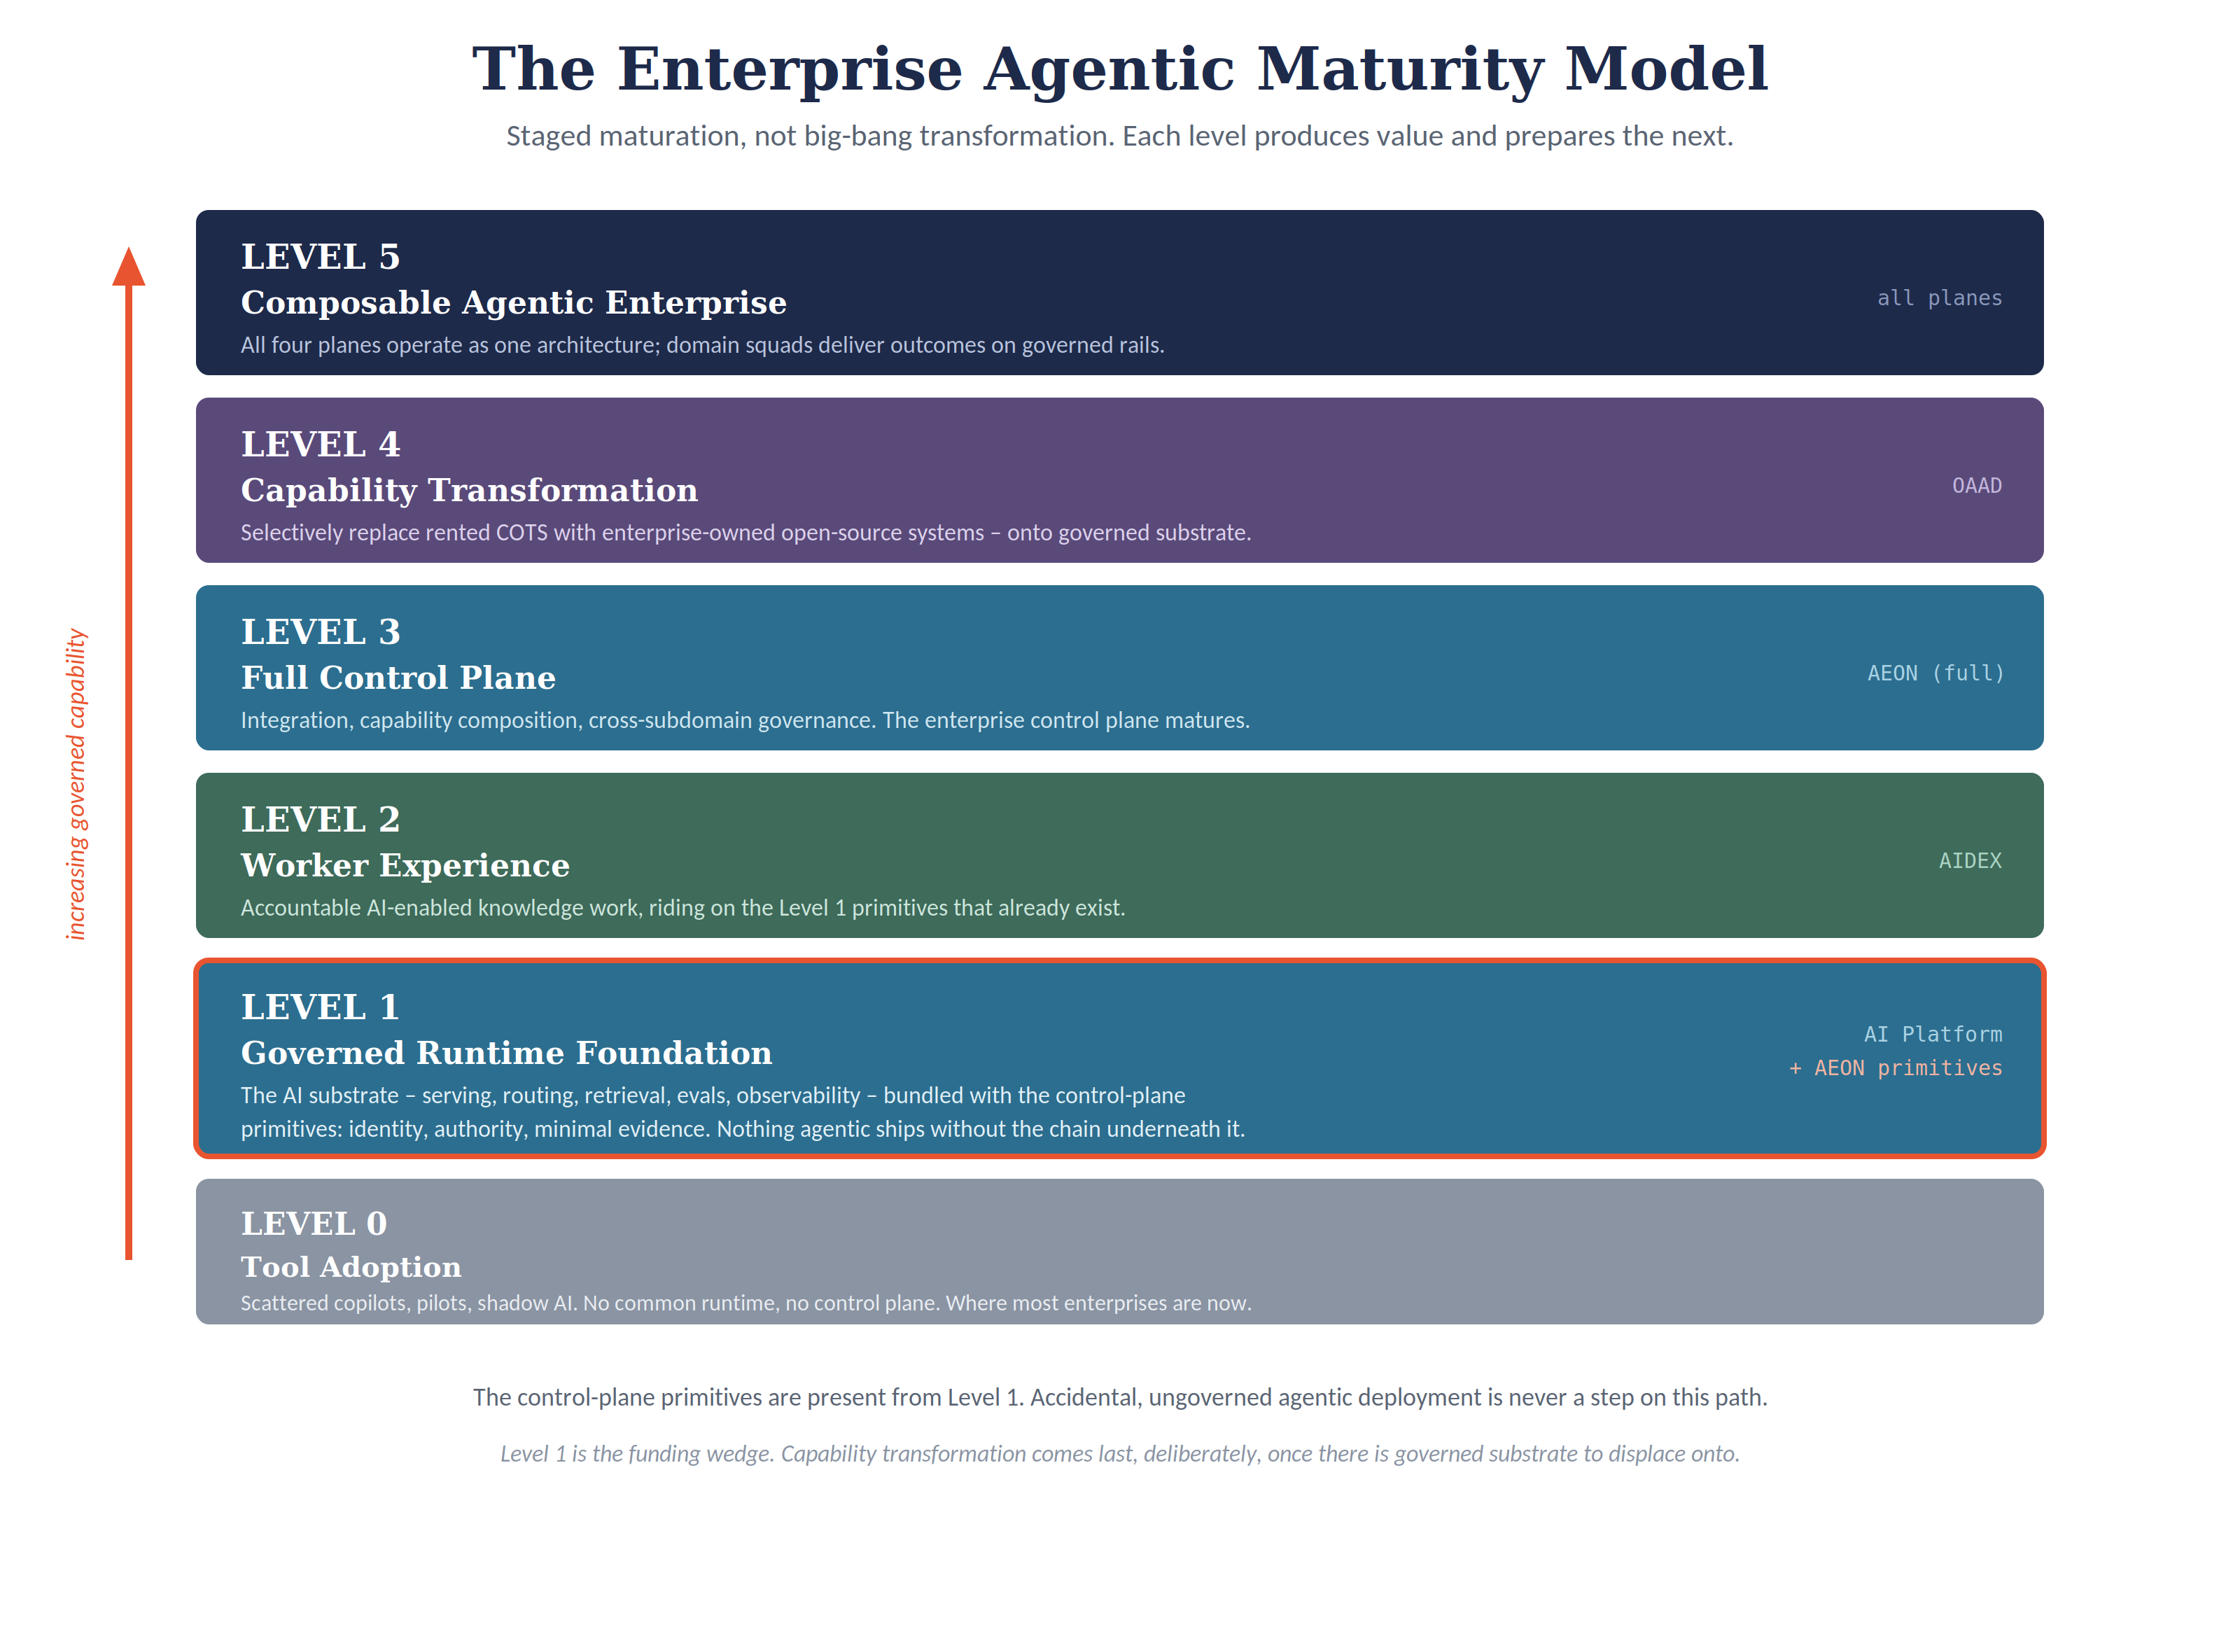 The Enterprise Agentic Maturity Model
Staged maturation, not big-bang transformation. Each level produces value and prepares the next.
LEVEL 5
Composable Agentic Enterprise
All four planes operate as one architecture; domain squads deliver outcomes on governed rails.
all planes
LEVEL 4
Capability Transformation
Selectively replace rented COTS with enterprise-owned open-source systems – onto governed substrate.
OAAD
LEVEL 3
Full Control Plane
Integration, capability composition, cross-subdomain governance. The enterprise control plane matures.
AEON (full)
LEVEL 2
Worker Experience
Accountable AI-enabled knowledge work, riding on the Level 1 primitives that already exist.
AIDEX
LEVEL 1
Governed Runtime Foundation
The AI substrate – serving, routing, retrieval, evals, observability – bundled with the control-plane
primitives: identity, authority, minimal evidence. Nothing agentic ships without the chain underneath it.
AI Platform
+ AEON primitives
LEVEL 0
Tool Adoption
Scattered copilots, pilots, shadow AI. No common runtime, no control plane. Where most enterprises are now.
increasing governed capability
The control-plane primitives are present from Level 1. Accidental, ungoverned agentic deployment is never a step on this path.
Level 1 is the funding wedge. Capability transformation comes last, deliberately, once there is governed substrate to displace onto.